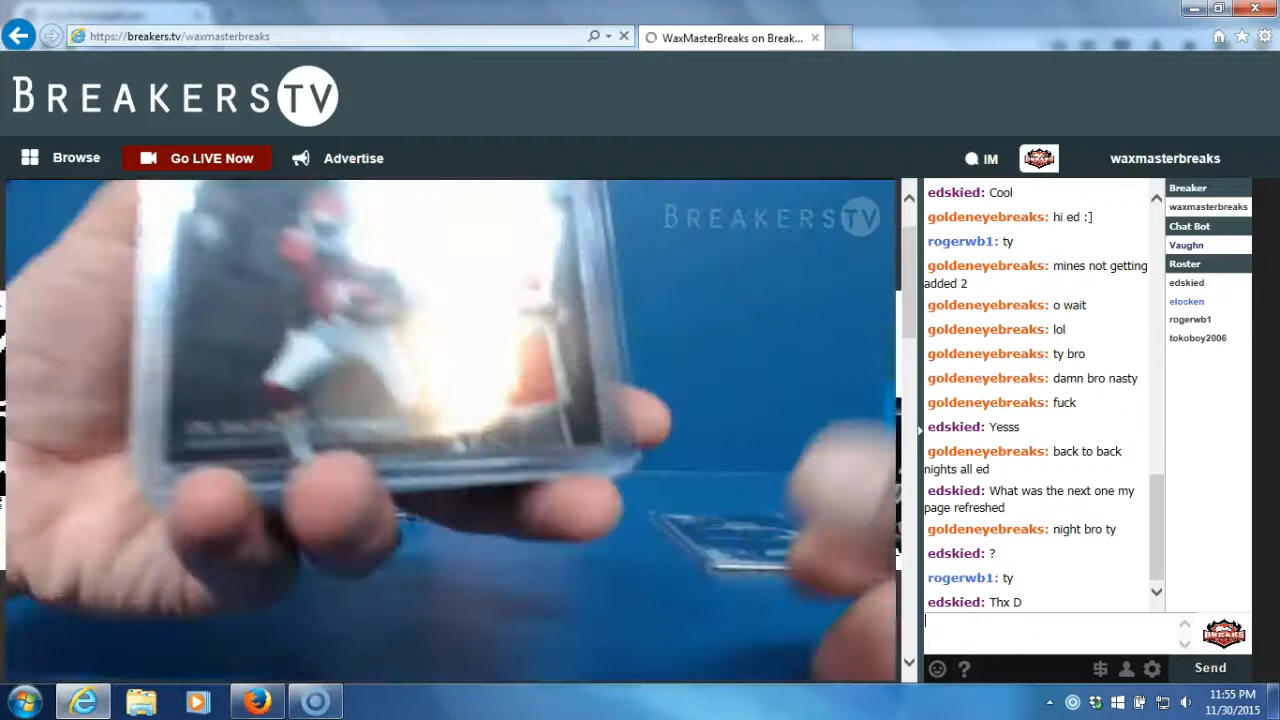 https://breakers.tv/waxmasterbreaks
WaxMasterBreaks on Break...
BREAKERS TV
Browse
Go LIVE Now
Advertise
IM
waxmasterbreaks
BREAKERS TV
edskied: Cool
goldeneyebreaks: hi ed :]
rogerwb1: ty
goldeneyebreaks: mines not getting
added 2
goldeneyebreaks: o wait
goldeneyebreaks: lol
goldeneyebreaks: ty bro
goldeneyebreaks: damn bro nasty
goldeneyebreaks: fuck
edskied: Yesss
goldeneyebreaks: back to back
nights all ed
edskied: What was the next one my
page refreshed
goldeneyebreaks: night bro ty
edskied: ?
rogerwb1: ty
edskied: Thx D
Breaker
waxmasterbreaks
Chat Bot
Vaughn
Roster
edskied
elocken
rogerwb1
tokoboy2006
BREAKS
Send
11:55 PM
11/30/2015